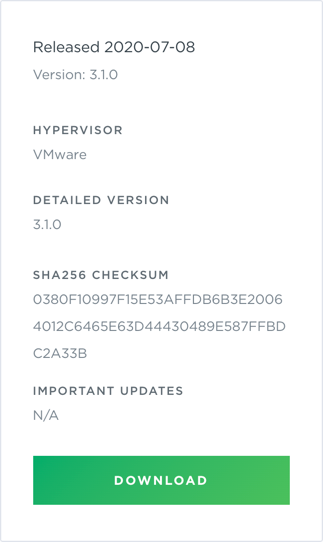 Released 2020-07-08
Version: 3.1.0
HYPERVISOR
VMware
DETAILED VERSION
3.1.0
SHA256 CHECKSUM
0380F10997F15E53AFFDB6B3E2006
4012C6465E63D44430489E587FFBD
C2A33B
IMPORTANT UPDATES
N/A
DOWNLOAD